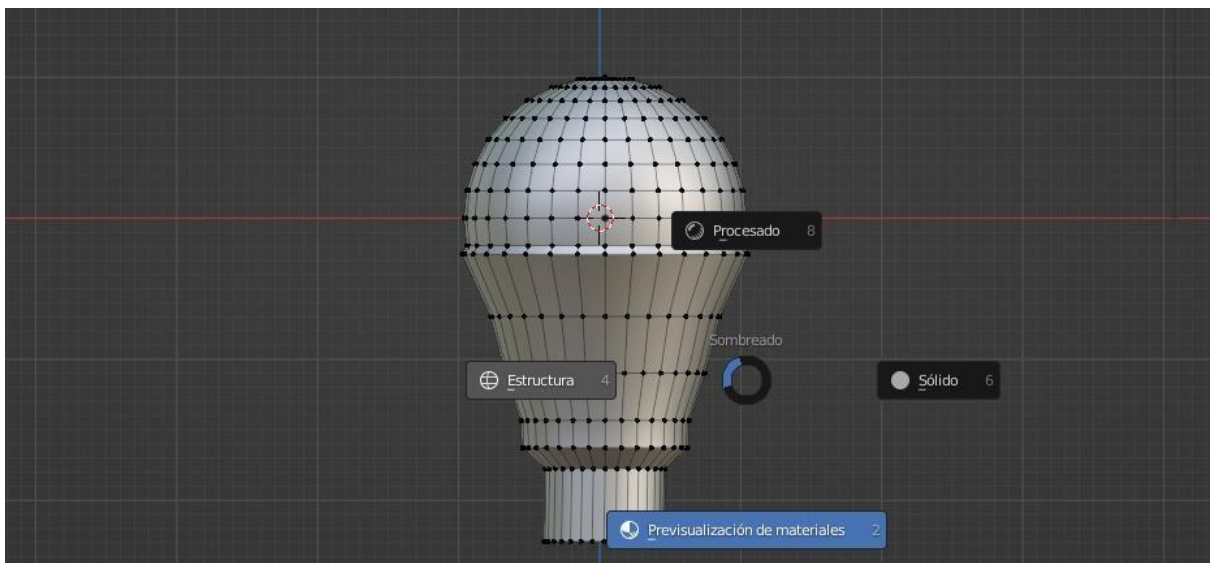 Procesado 8
Sombreado
Estructura 4
Sólido 6
Previsualización de materiales 2